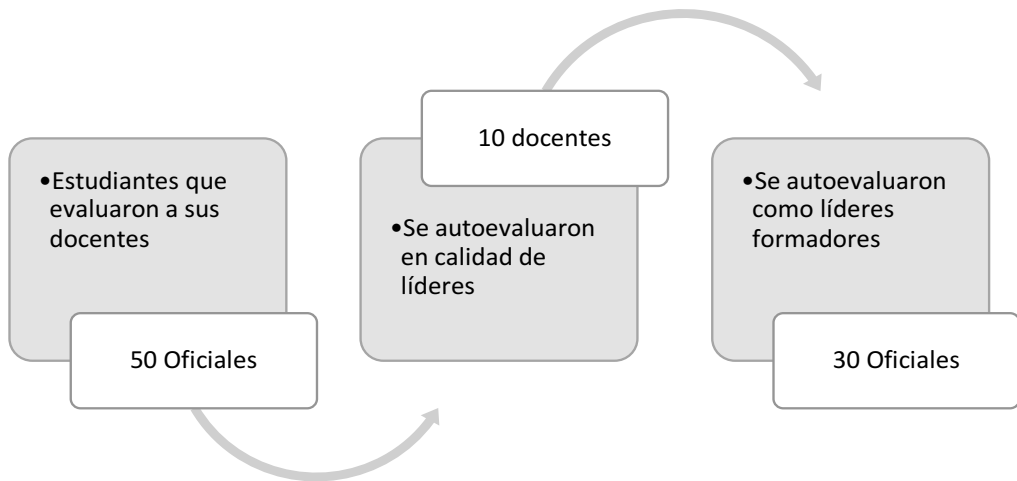 •Estudiantes que
evaluaron a sus
docentes
50 Oficiales
10 docentes
•Se autoevaluaron
en calidad de
líderes
•Se autoevaluaron
como líderes
formadores
30 Oficiales